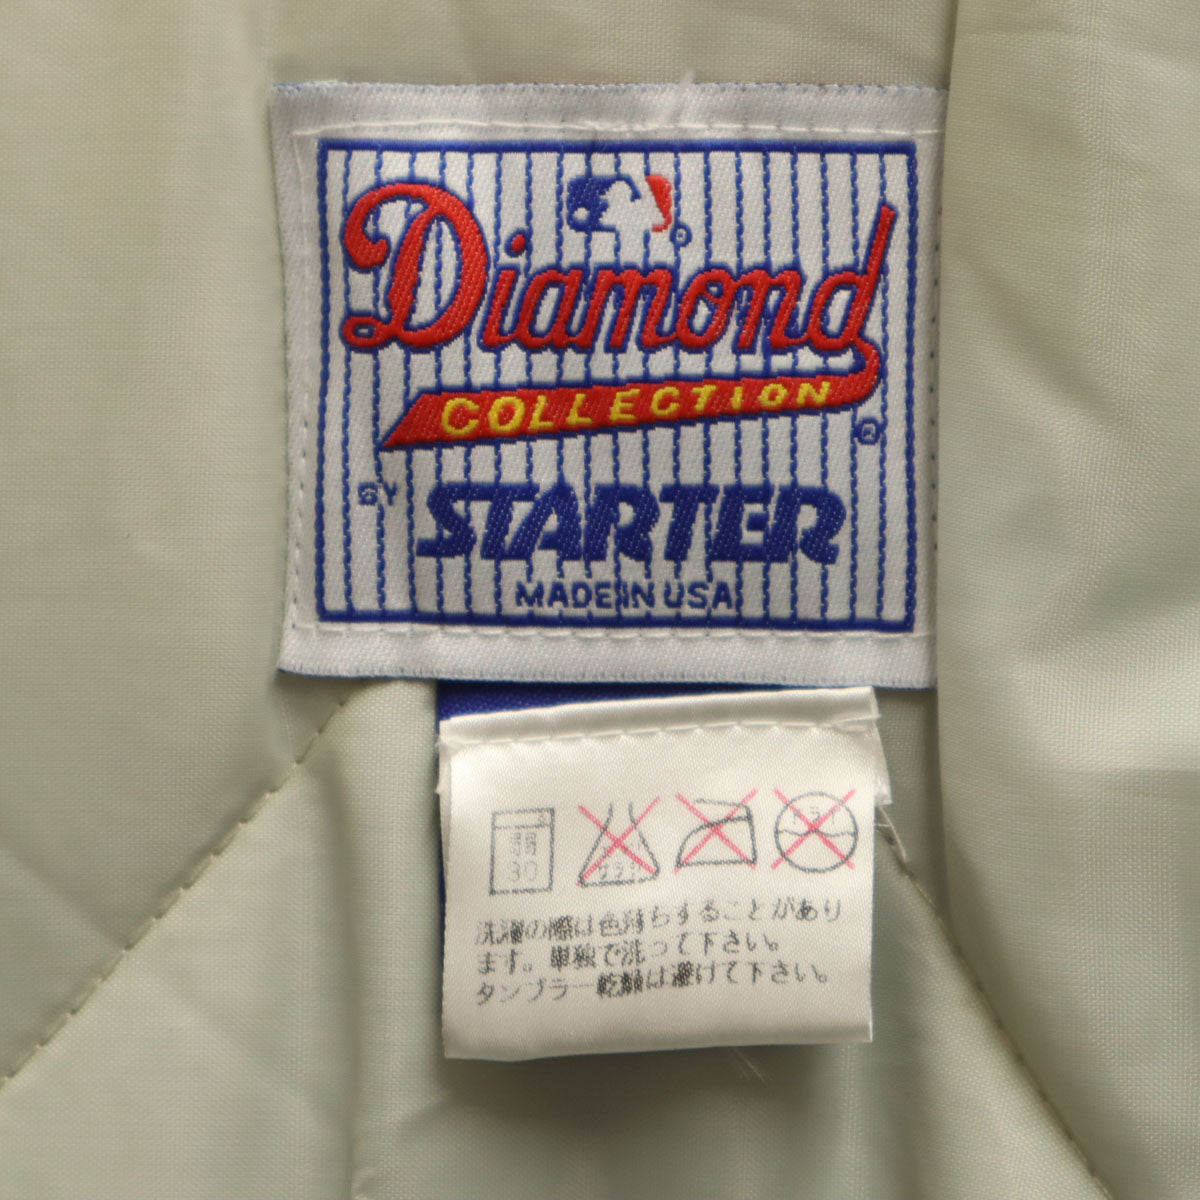 Diamond
®
COLLECTION
®
BY STARTER
MADE IN USA
30
洗濯の際は色落ちすることがあり
ます。単独で洗って下さい。
タンブラー乾燥は避けて下さい。